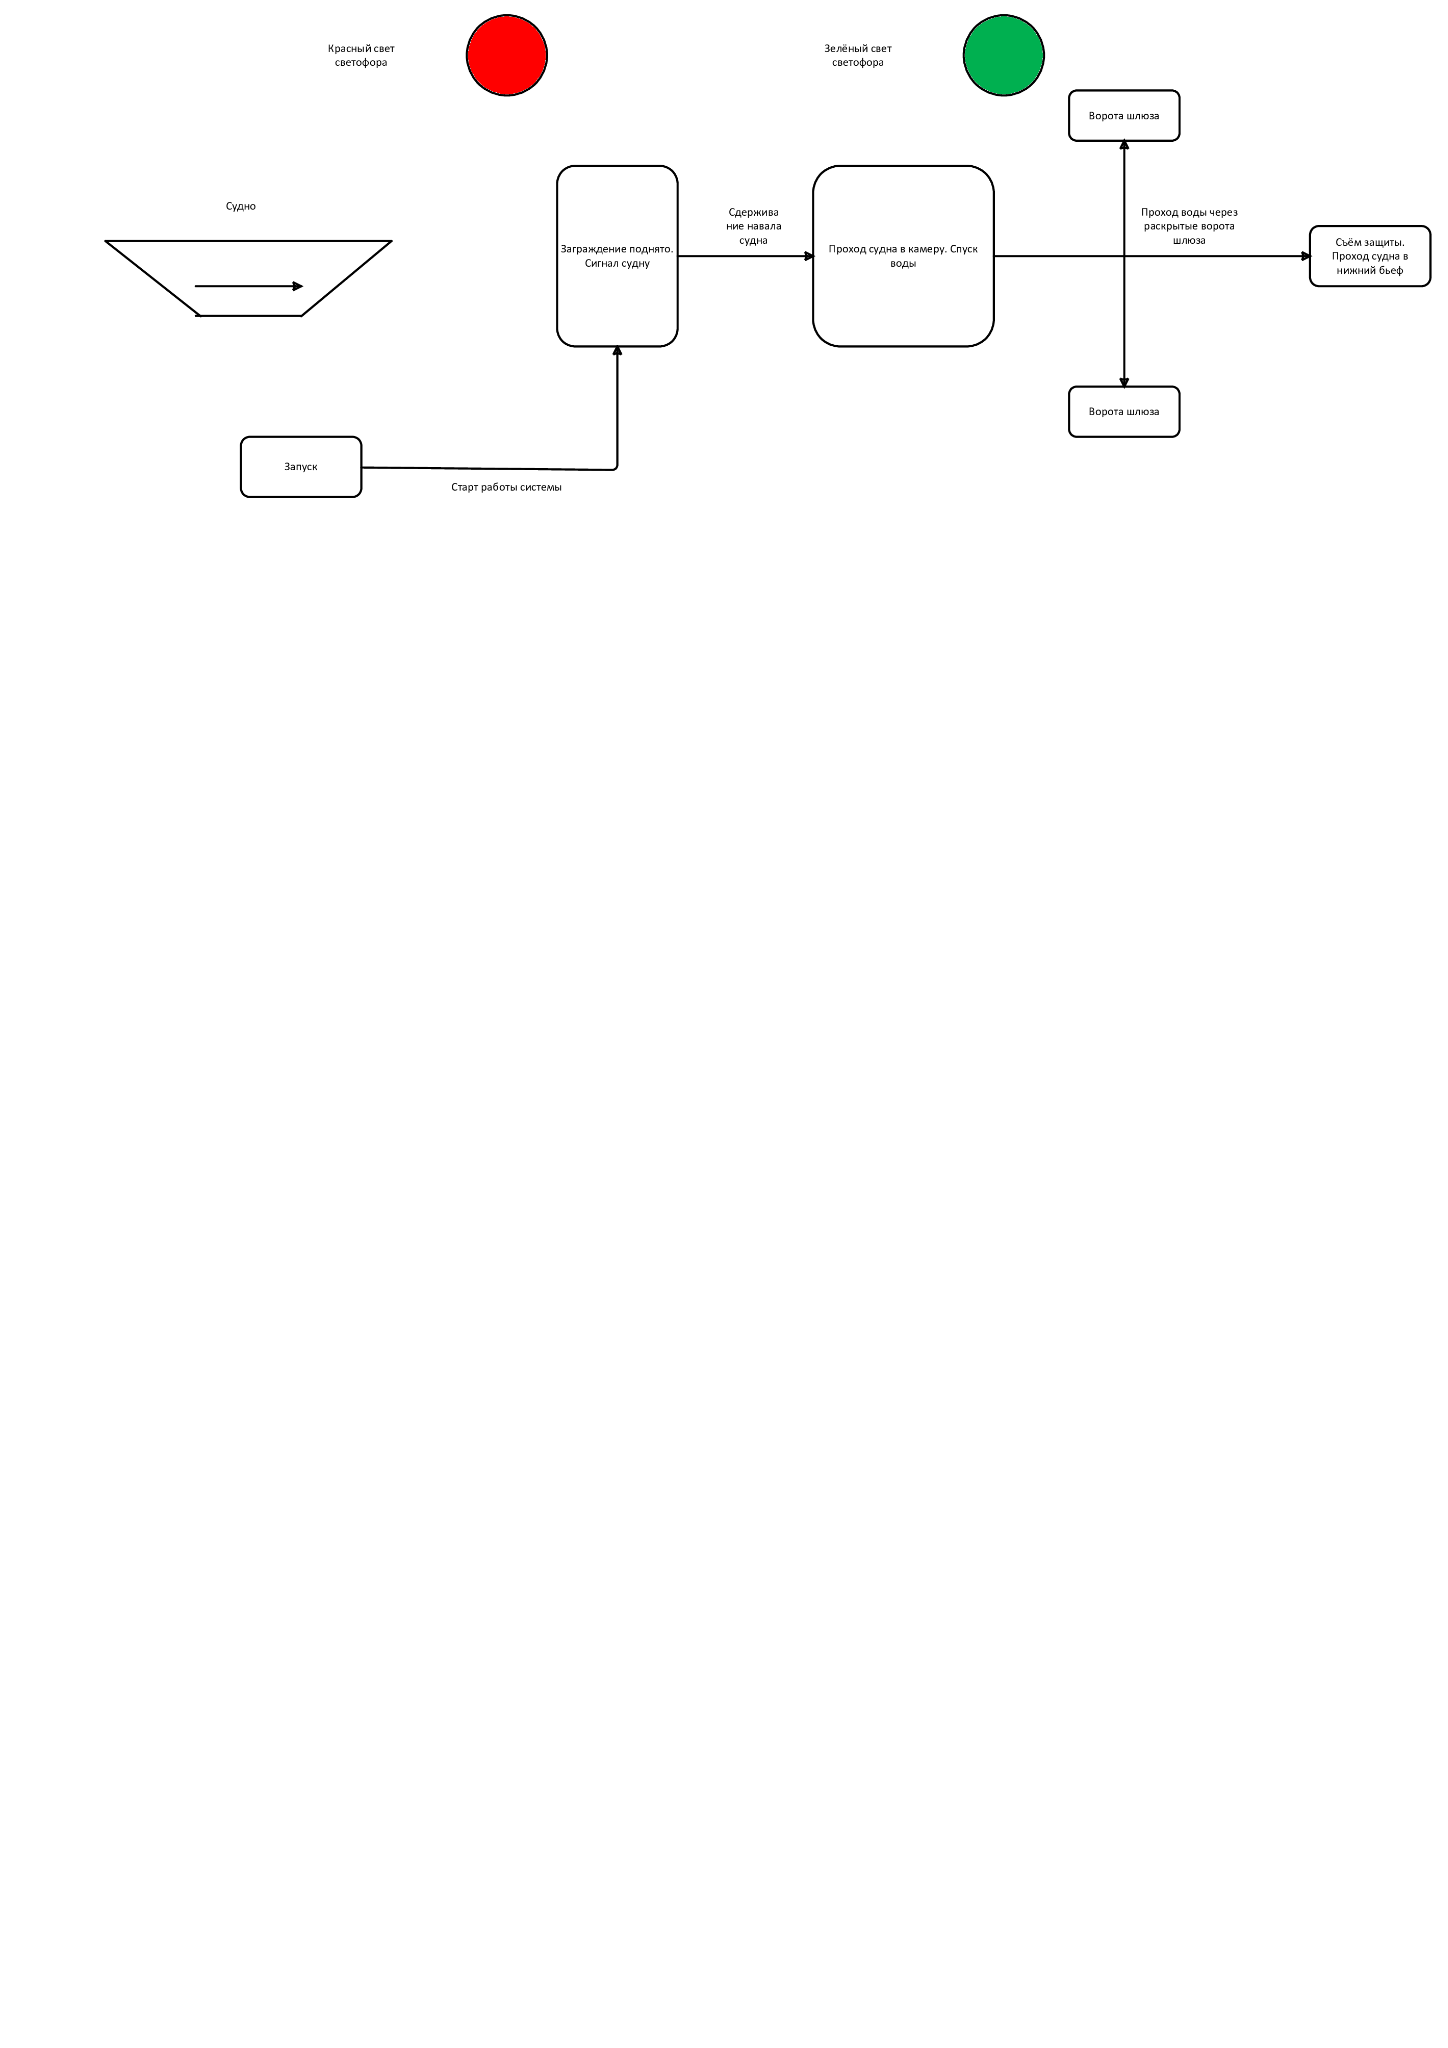 Красный свет
светофора
Зелёный свет
светофора
Ворота шлюза
Судно
Заграждение поднято.
Сигнал судну
Сдержива
ние навала
судна
Проход судна в камеру. Спуск
воды
Проход воды через
раскрытые ворота
шлюза
Съём защиты.
Проход судна в
нижний бьеф
Ворота шлюза
Запуск
Старт работы системы